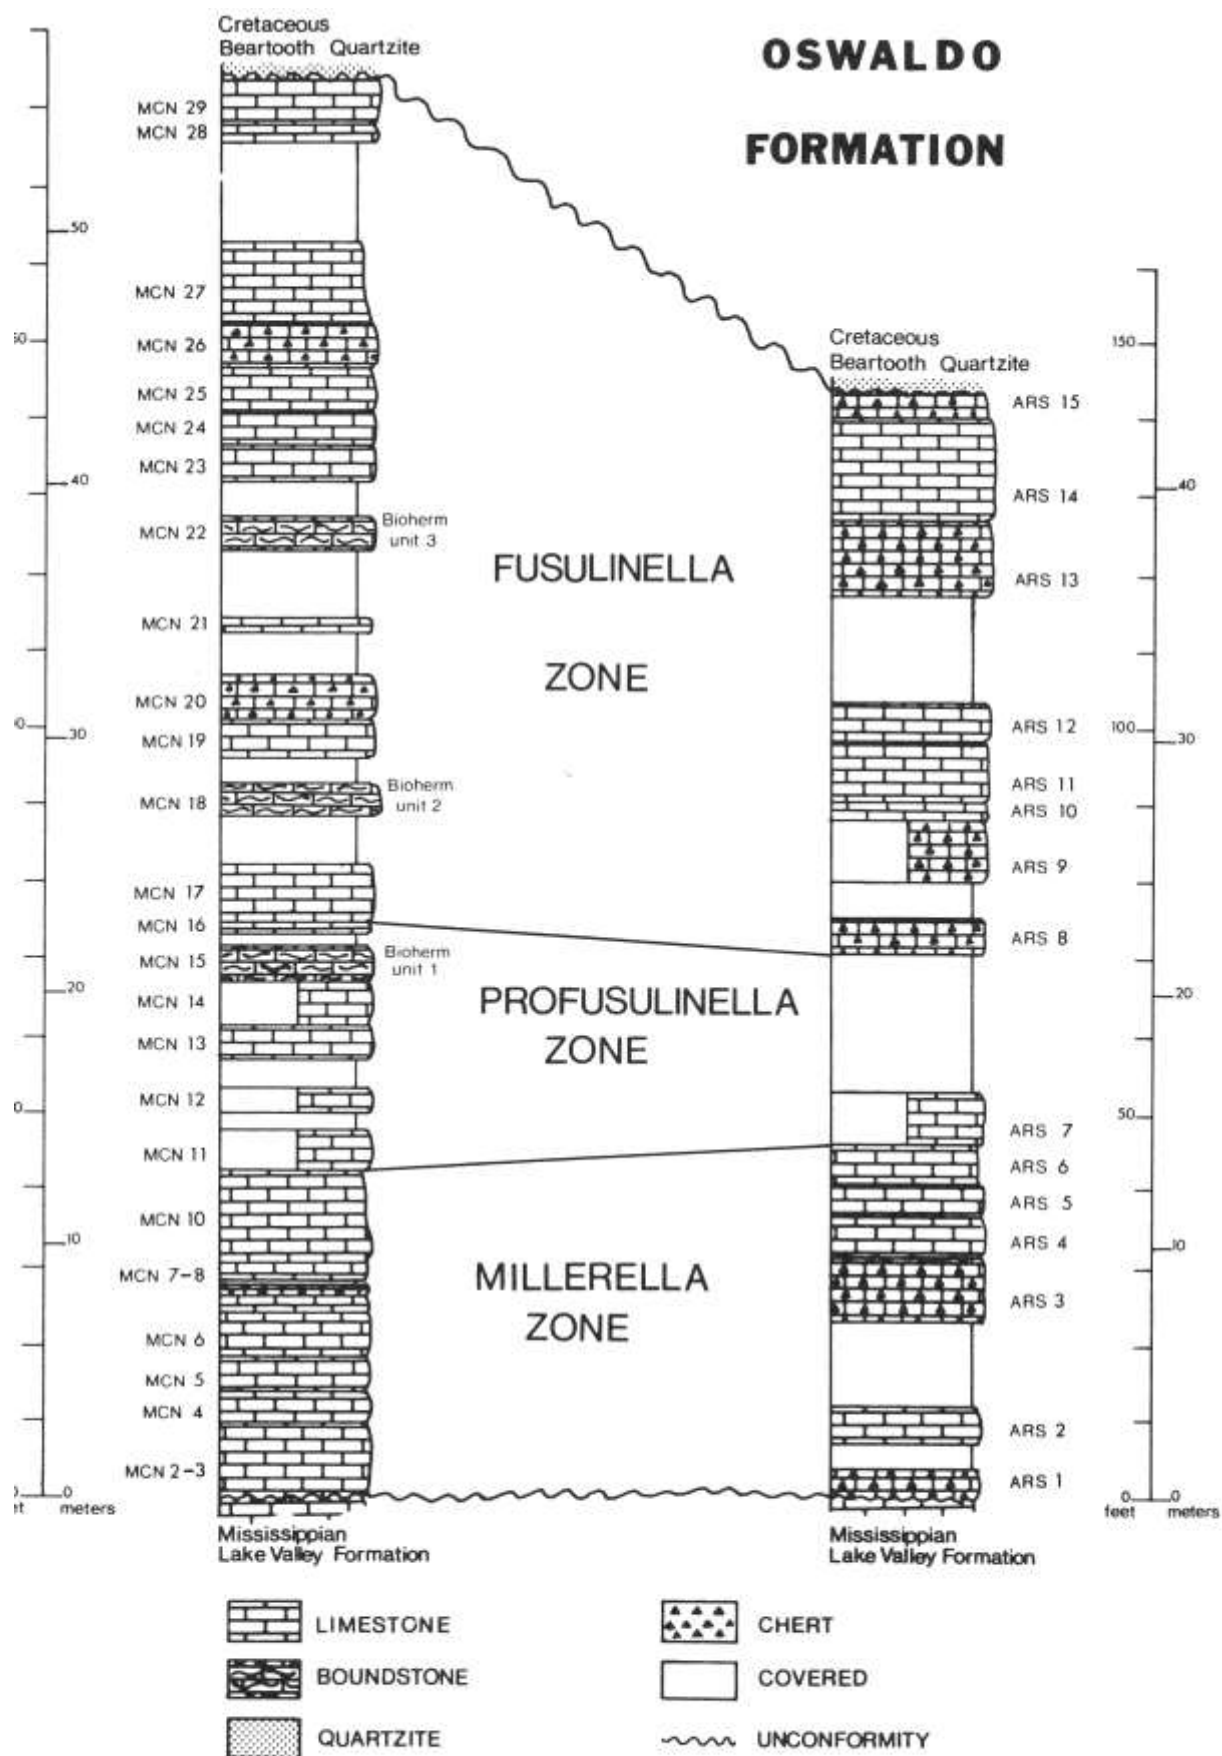 OSWALDO
FORMATION
Cretaceous
Beartooth Quartzite
MCN 29
MCN 28
MCN 27
MCN 26
MCN 25
MCN 24
MCN 23
MCN 22
Bioherm
unit 3
MCN 21
MCN 20
MCN 19
MCN 18
Bioherm
unit 2
MCN 17
MCN 16
MCN 15
Bioherm
unit 1
MCN 14
MCN 13
MCN 12
MCN 11
MCN 10
MCN 7-8
MCN 6
MCN 5
MCN 4
MCN 2-3
50
40
30
20
10
0
meters
Mississippian
Lake Valley Formation
FUSULINELLA
ZONE
PROFUSULINELLA
ZONE
MILLERELLA
ZONE
Cretaceous
Beartooth Quartzite
ARS 15
ARS 14
ARS 13
ARS 12
ARS 11
ARS 10
ARS 9
ARS 8
ARS 7
ARS 6
ARS 5
ARS 4
ARS 3
ARS 2
ARS 1
150
40
100
30
20
50
10
0 0
feet meters
Mississippian
Lake Valley Formation
LIMESTONE
BOUNDSTONE
QUARTZITE
CHERT
COVERED
UNCONFORMITY